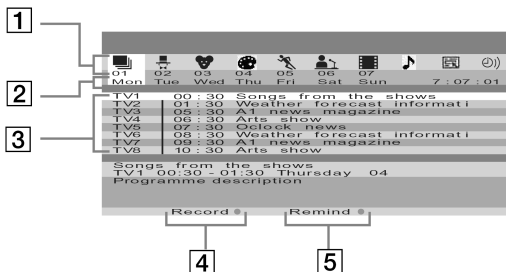 1
01 02 03 04 05 06 07
2
Mon Tue Wed Thu Fri Sat Sun 7 : 07 : 01
TV1 00 : 30 Songs from the shows
TV2 01 : 30 Weather forecast informati
TV3 05 : 30 A1 news magazine
TV4 06 : 30 Arts show
3
TV5 07 : 30 Oclock news
TV6 08 : 30 Weather forecast informati
TV7 09 : 30 A1 news magazine
TV8 10 : 30 Arts show
Songs from the shows
TV1 00:30 - 01:30 Thursday 04
Programme description
Record Remind
4 5